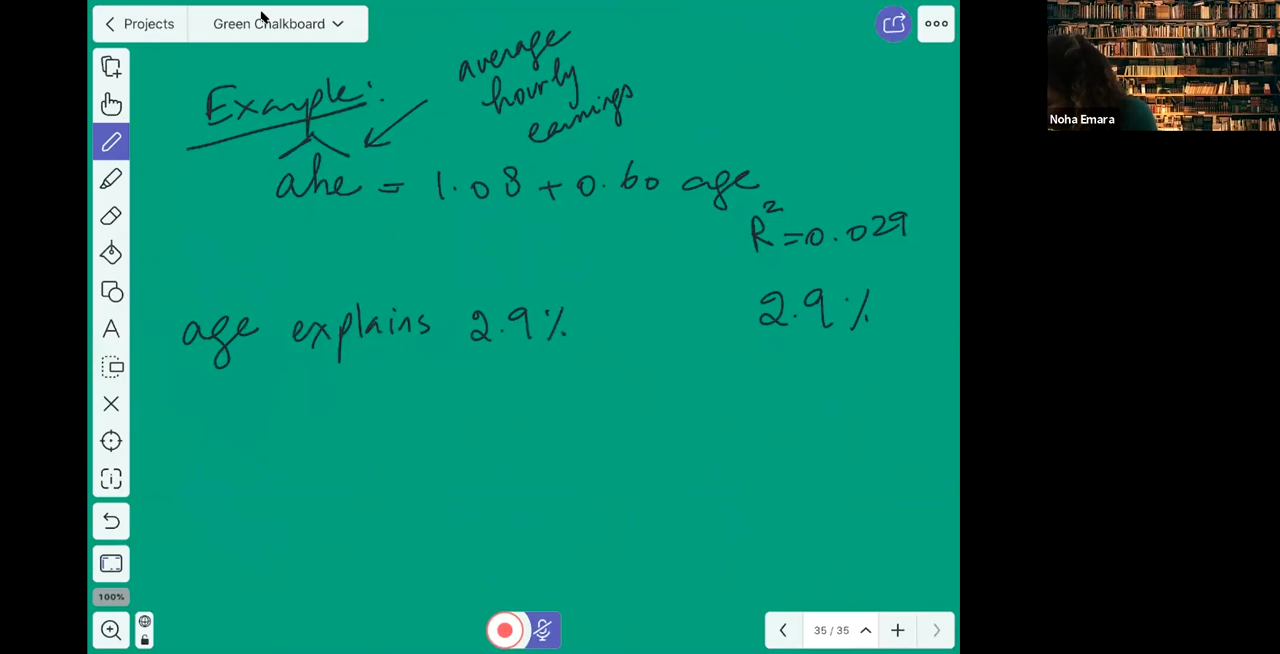 Projects
Green Chalkboard
Noha Emara
Example:
average
hourly
earnings
ahe = 1.08 + 0.60 age
R² = 0.029
2.9%
age explains 2.9%
100%
35 / 35